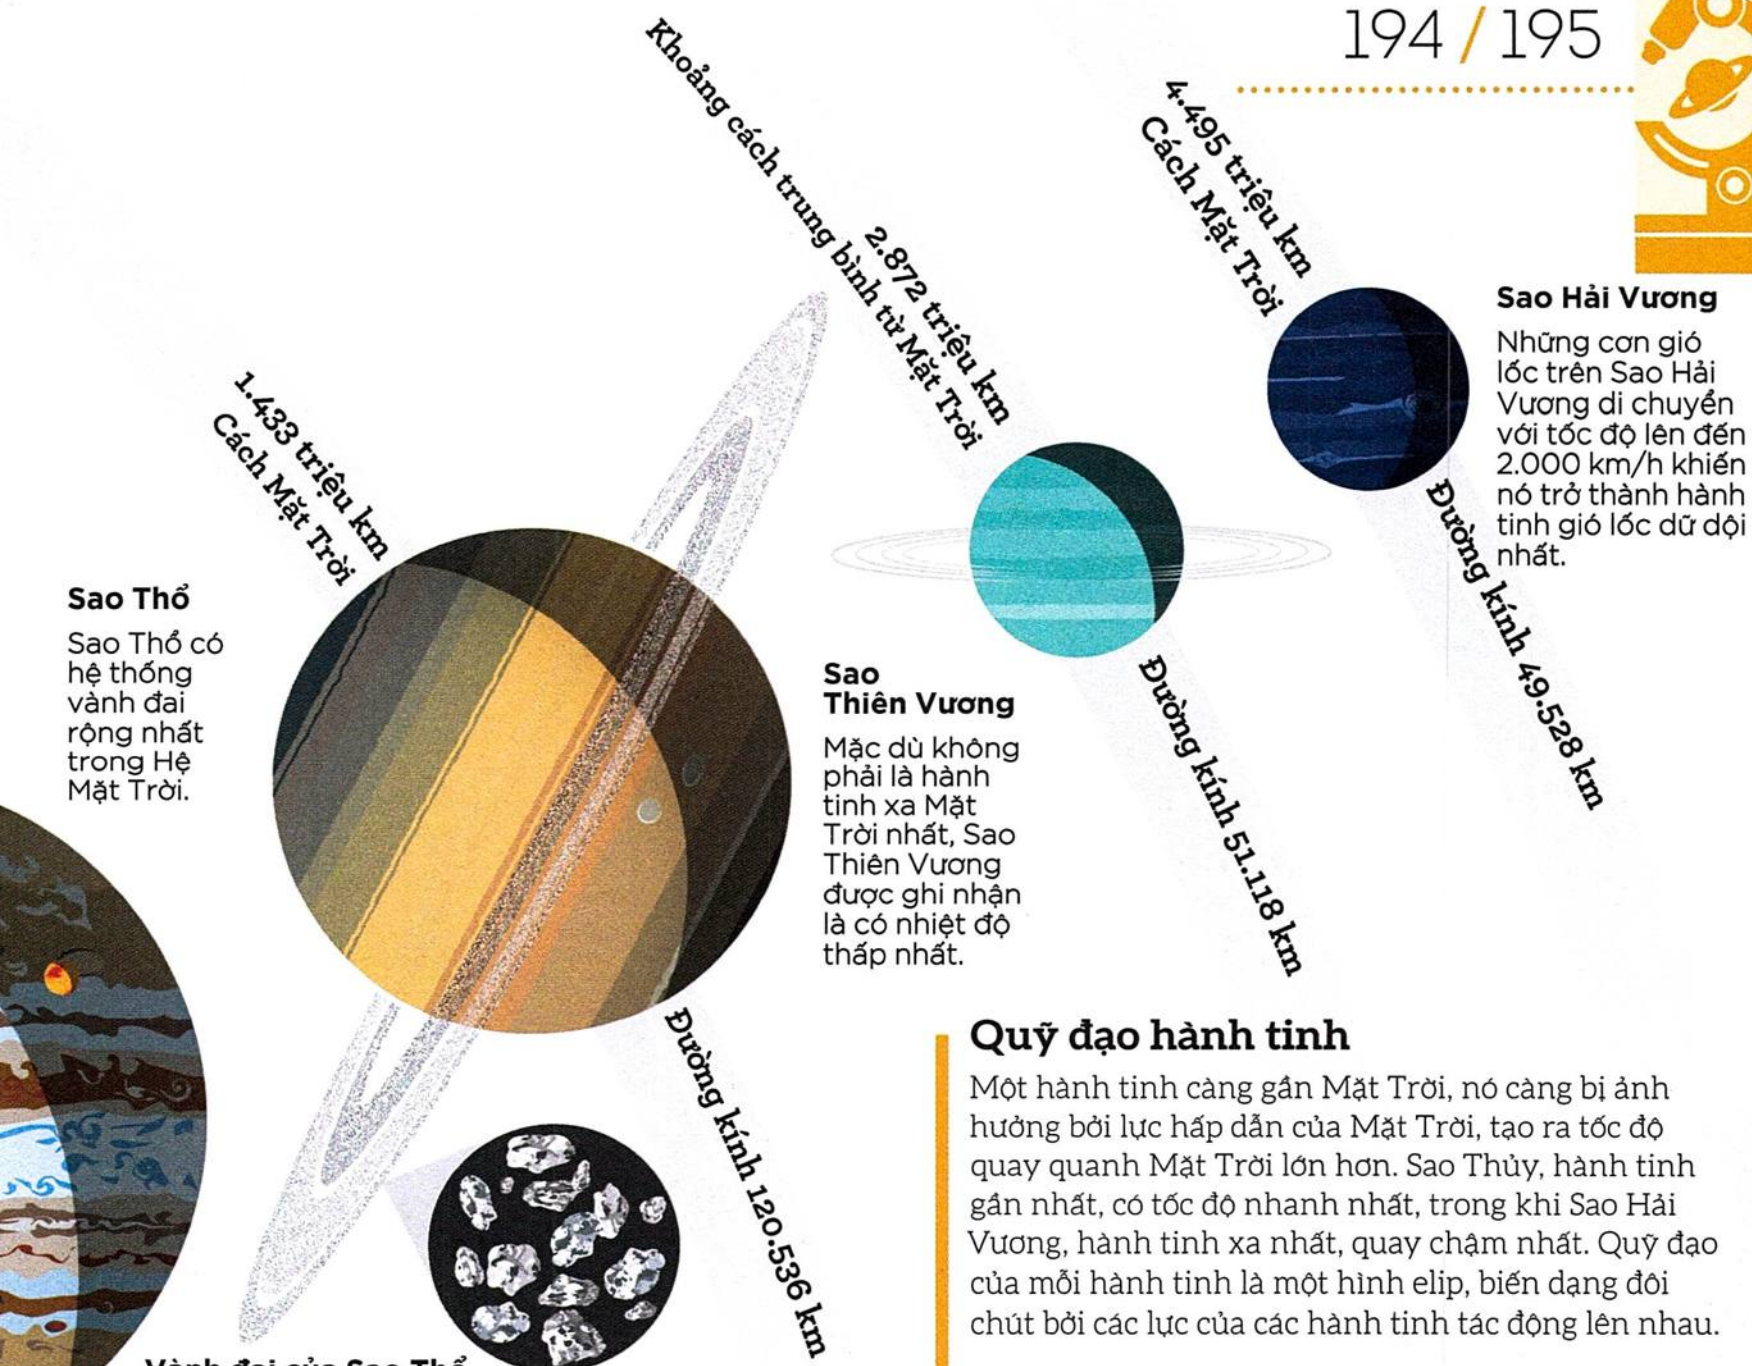 194 / 195
Khoảng cách trung bình từ Mặt Trời
2.872 triệu km
4.495 triệu km
Cách Mặt Trời
Sao Hải Vương
Những cơn gió
lốc trên Sao Hải
Vương di chuyển
với tốc độ lên đến
2.000 km/h khiến
nó trở thành hành
tinh gió lốc dữ dội
nhất.
Đường kính 49.528 km
1.433 triệu km
Cách Mặt Trời
Sao Thổ
Sao Thổ có
hệ thống
vành đai
rộng nhất
trong Hệ
Mặt Trời.
Đường kính 120.536 km
Sao
Thiên Vương
Mặc dù không
phải là hành
tinh xa Mặt
Trời nhất, Sao
Thiên Vương
được ghi nhận
là có nhiệt độ
thấp nhất.
Đường kính 51.118 km
Quỹ đạo hành tinh
Một hành tinh càng gần Mặt Trời, nó càng bị ảnh
hưởng bởi lực hấp dẫn của Mặt Trời, tạo ra tốc độ
quay quanh Mặt Trời lớn hơn. Sao Thủy, hành tinh
gần nhất, có tốc độ nhanh nhất, trong khi Sao Hải
Vương, hành tinh xa nhất, quay chậm nhất. Quỹ đạo
của mỗi hành tinh là một hình elip, biến dạng đôi
chút bởi các lực của các hành tinh tác động lên nhau.
Vành đai của Sao Thổ